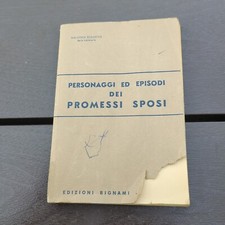 PERSONAGGI ED EPISODI
DEI
PROMESSI SPOSI
EDIZIONI BIGNAMI